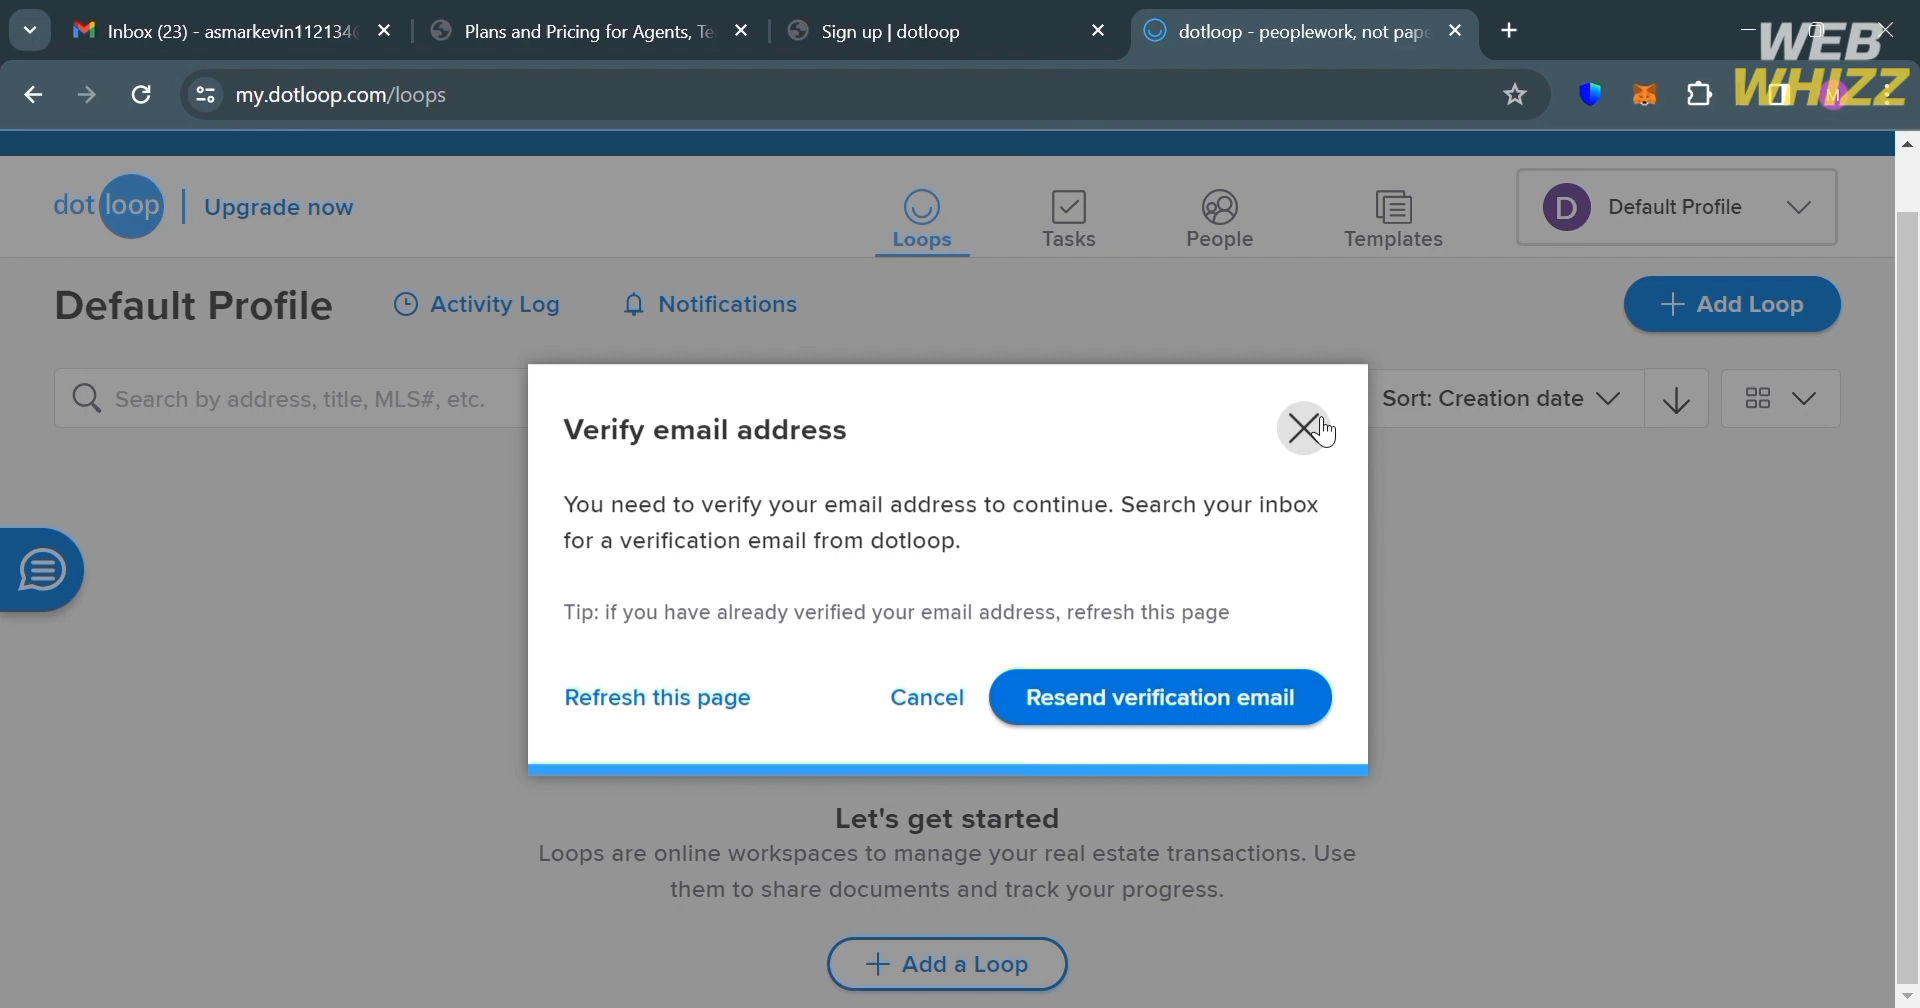 Inbox (23) - asmarkevin112134
Plans and Pricing for Agents, Te
Sign up | dotloop
dotloop - peoplework, not pap
WEB
WHIZZ
my.dotloop.com/loops
M
dotloop
Upgrade now
Loops
Tasks
People
Templates
D
Default Profile
Default Profile
Activity Log
Notifications
+ Add Loop
Search by address, title, MLS#, etc.
Sort: Creation date
Verify email address
You need to verify your email address to continue. Search your inbox
for a verification email from dotloop.
Tip: if you have already verified your email address, refresh this page
Refresh this page
Cancel
Resend verification email
Let's get started
Loops are online workspaces to manage your real estate transactions. Use
them to share documents and track your progress.
+ Add a Loop